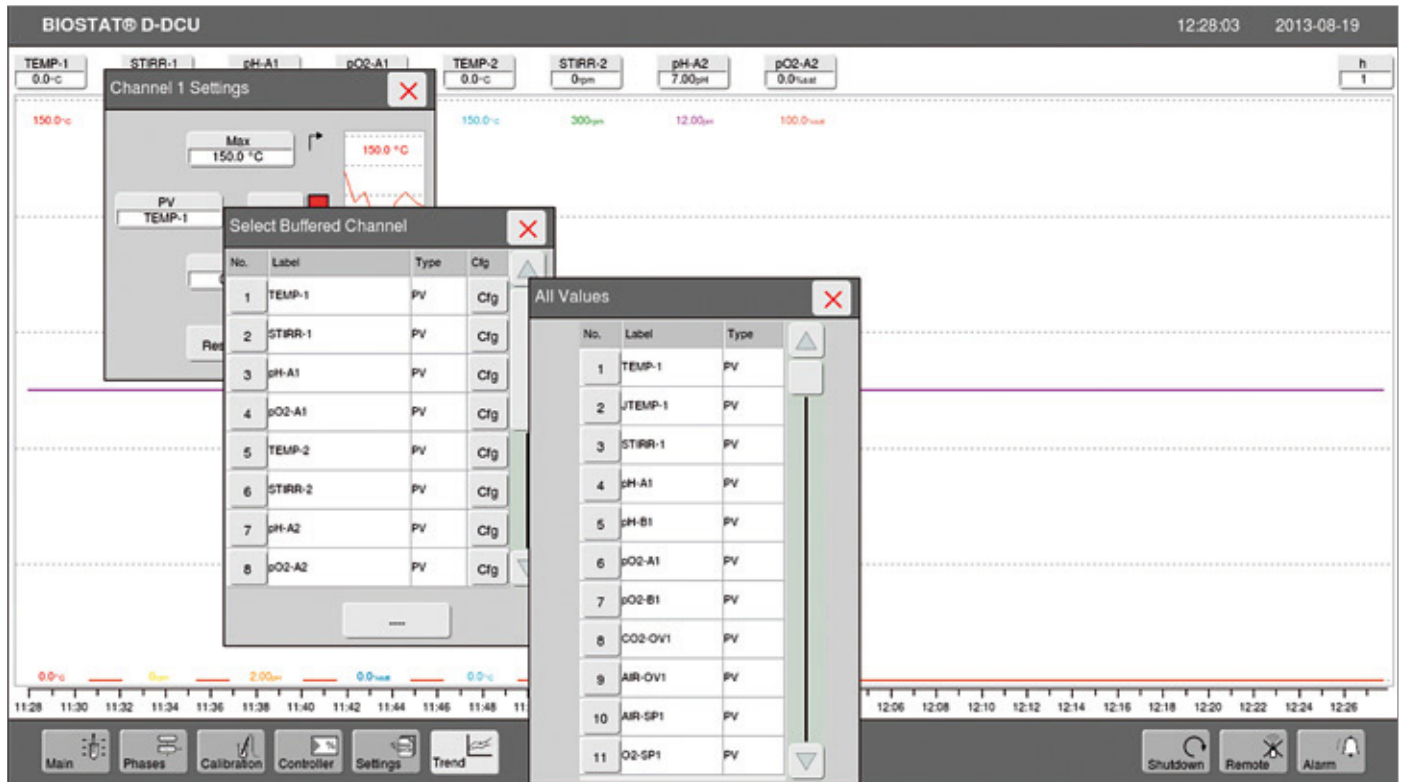 BIOSTAT® D-DCU
12:28:03 2013-08-19
TEMP-1 STIRR-1 pH-A1 pO2-A1 TEMP-2 STIRR-2 pH-A2 pO2-A2 h
0.0°C 0.0°C 0rpm 7.00pH 0.0%sat 1
150.0°C 150.0°C 300rpm 12.00pH 100.0%sat
Channel 1 Settings
Max
150.0 °C
150.0 °C
PV
TEMP-1
Res
Select Buffered Channel
No. Label Type Cfg
1 TEMP-1 PV Cfg
2 STIRR-1 PV Cfg
3 pH-A1 PV Cfg
4 pO2-A1 PV Cfg
5 TEMP-2 PV Cfg
6 STIRR-2 PV Cfg
7 pH-A2 PV Cfg
8 pO2-A2 PV Cfg
----
All Values
No. Label Type
1 TEMP-1 PV
2 JTEMP-1 PV
3 STIRR-1 PV
4 pH-A1 PV
5 pH-B1 PV
6 pO2-A1 PV
7 pO2-B1 PV
8 CO2-OV1 PV
9 AIR-OV1 PV
10 AIR-SP1 PV
11 O2-SP1 PV
0.0°C 0rpm 2.00pH 0.0%sat 0.0°C
11:28 11:30 11:32 11:34 11:36 11:38 11:40 11:42 11:44 11:46 11:48 11: 12:06 12:08 12:10 12:12 12:14 12:16 12:18 12:20 12:22 12:24 12:26
Main Phases Calibration Controller Settings Trend Shutdown Remote Alarm